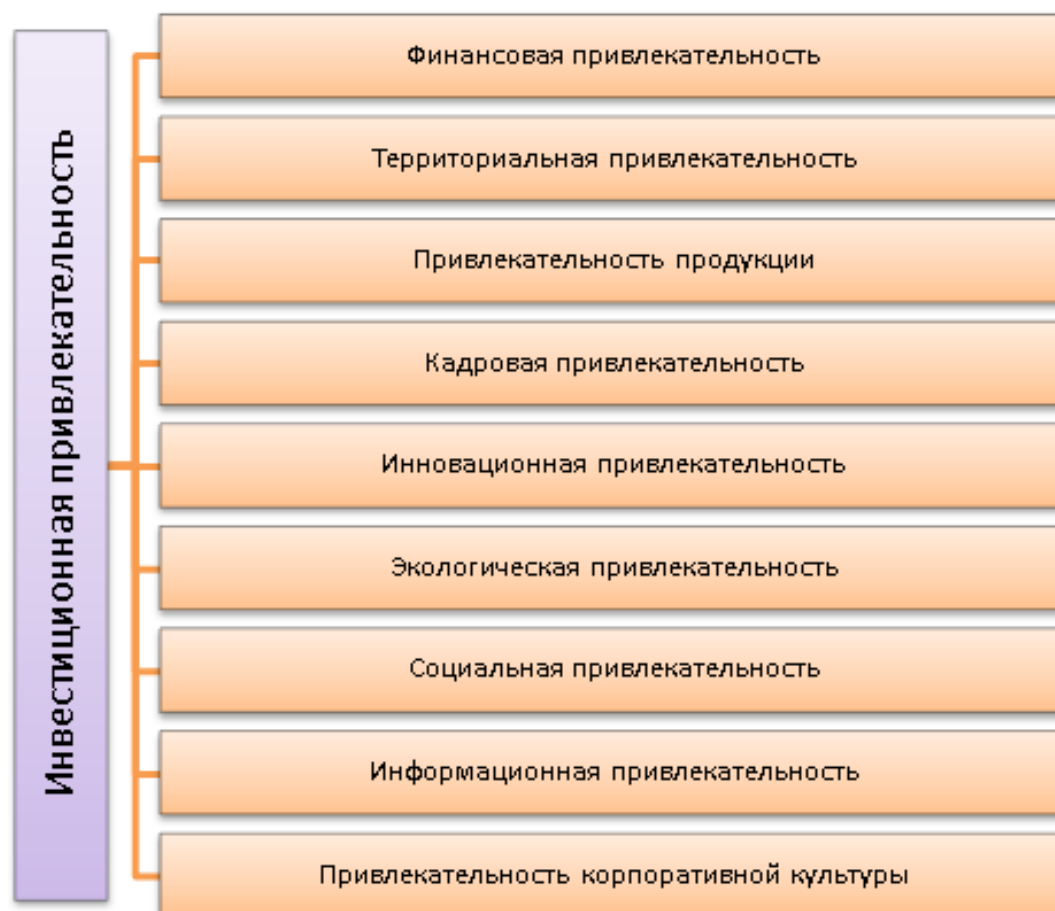 Инвестиционная привлекательность
Финансовая привлекательность
Территориальная привлекательность
Привлекательность продукции
Кадровая привлекательность
Инновационная привлекательность
Экологическая привлекательность
Социальная привлекательность
Информационная привлекательность
Привлекательность корпоративной культуры